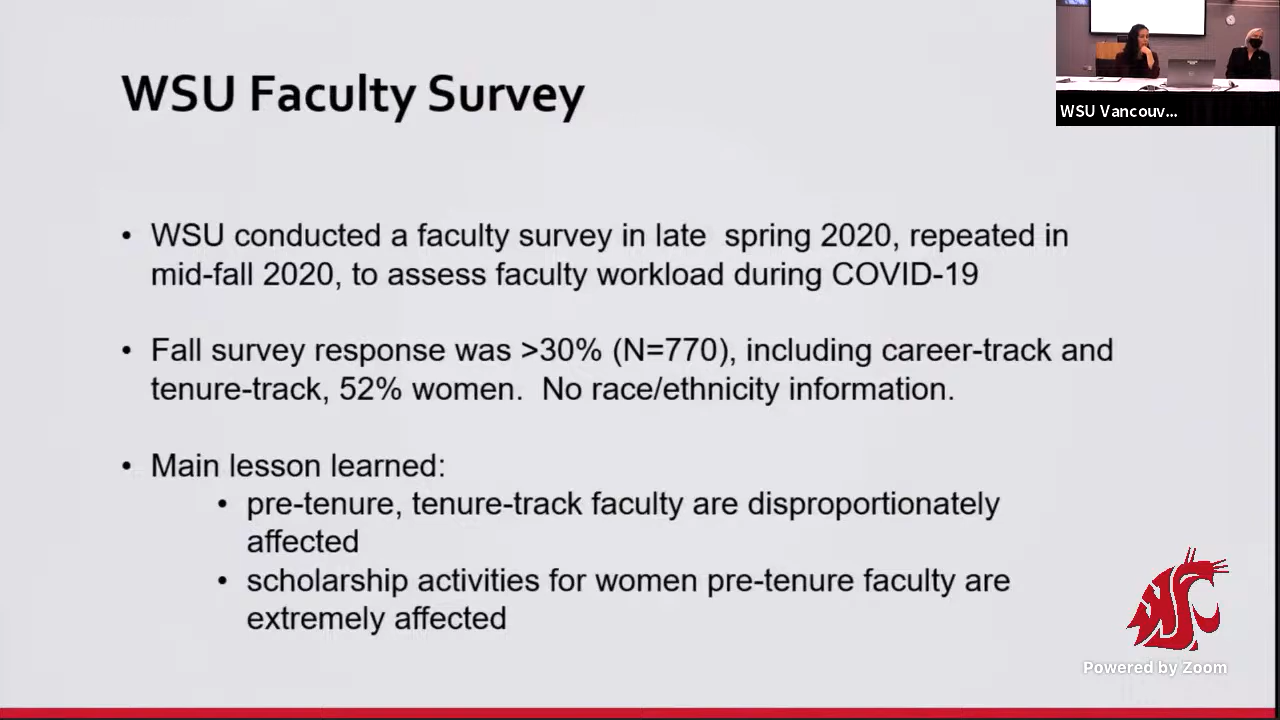 WSU Faculty Survey
WSU Vancouv...
• WSU conducted a faculty survey in late  spring 2020, repeated in
mid-fall 2020, to assess faculty workload during COVID-19
• Fall survey response was >30% (N=770), including career-track and
tenure-track, 52% women.  No race/ethnicity information.
• Main lesson learned:
• pre-tenure, tenure-track faculty are disproportionately
affected
• scholarship activities for women pre-tenure faculty are
extremely affected
WSU
Powered by Zoom